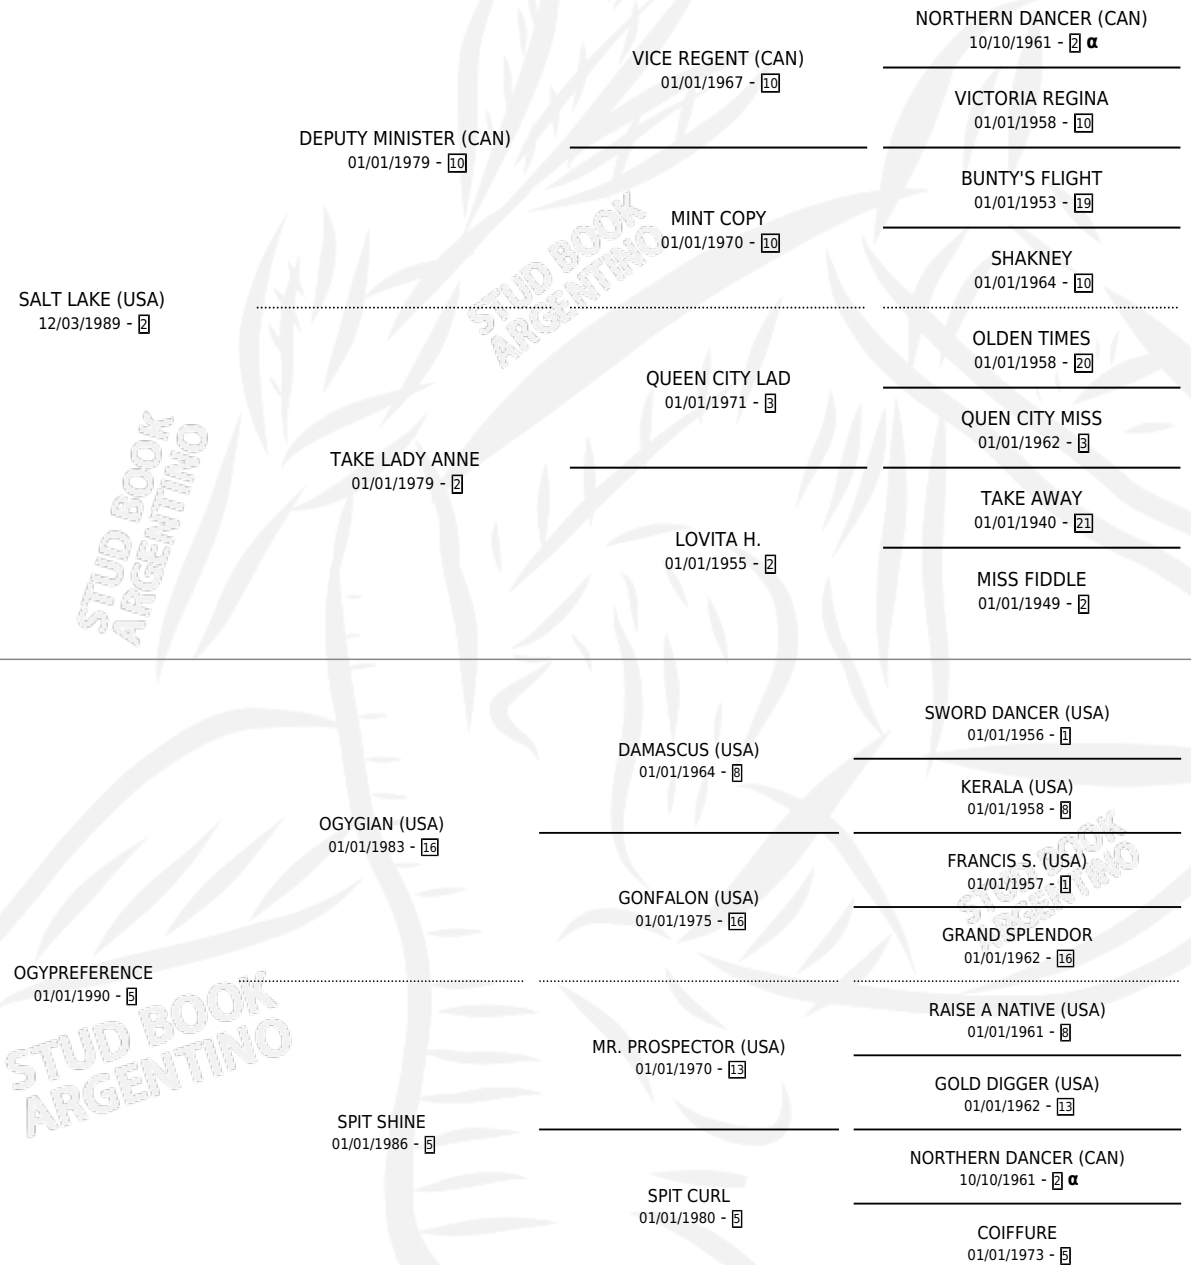 NORTHERN DANCER (CAN)
10/10/1961 - 2 α
VICE REGENT (CAN)
01/01/1967 - 10
VICTORIA REGINA
01/01/1958 - 10
DEPUTY MINISTER (CAN)
01/01/1979 - 10
BUNTY'S FLIGHT
01/01/1953 - 19
MINT COPY
01/01/1970 - 10
SHAKNEY
01/01/1964 - 10
SALT LAKE (USA)
12/03/1989 - 2
OLDEN TIMES
01/01/1958 - 20
QUEEN CITY LAD
01/01/1971 - 3
QUEN CITY MISS
01/01/1962 - 3
TAKE LADY ANNE
01/01/1979 - 2
TAKE AWAY
01/01/1940 - 21
LOVITA H.
01/01/1955 - 2
MISS FIDDLE
01/01/1949 - 2
STUD BOOK
ARGENTINO
STUD BOOK
ARGENTINO
SWORD DANCER (USA)
01/01/1956 - 1
DAMASCUS (USA)
01/01/1964 - 8
KERALA (USA)
01/01/1958 - 8
OGYGIAN (USA)
01/01/1983 - 16
FRANCIS S. (USA)
01/01/1957 - 1
GONFALON (USA)
01/01/1975 - 16
GRAND SPLENDOR
01/01/1962 - 16
OGYPREFERENCE
01/01/1990 - 5
RAISE A NATIVE (USA)
01/01/1961 - 8
MR. PROSPECTOR (USA)
01/01/1970 - 13
GOLD DIGGER (USA)
01/01/1962 - 13
SPIT SHINE
01/01/1986 - 5
NORTHERN DANCER (CAN)
10/10/1961 - 2 α
SPIT CURL
01/01/1980 - 5
COIFFURE
01/01/1973 - 5
STUD BOOK
ARGENTINO
STUD BOOK
ARGENTINO